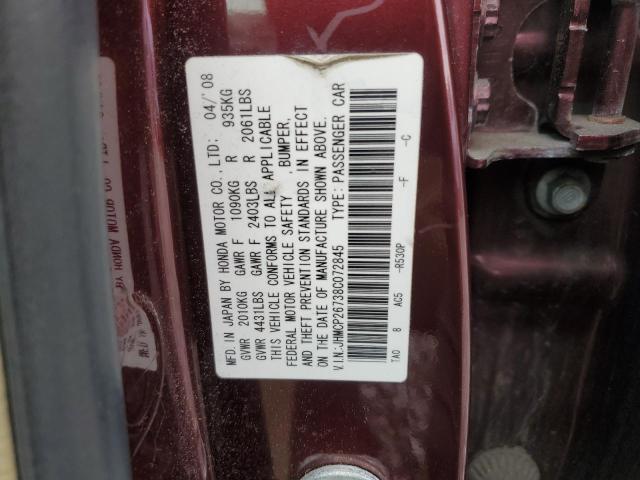 MFD. IN JAPAN BY HONDA MOTOR CO., LTD: 04/'08
GVWR 2010KG GAWR F 1090KG R 935KG
GVWR 4431LBS GAWR F 2403LBS R 2061LBS
THIS VEHICLE CONFORMS TO ALL APPLICABLE
FEDERAL MOTOR VEHICLE SAFETY , BUMPER,
AND THEFT PREVENTION STANDARDS IN EFFECT
ON THE DATE OF MANUFACTURE SHOWN ABOVE.
V.I.N: JHMCP26738C072845 TYPE: PASSENGER CAR
TA0 8 AC5 -R530P -F -C